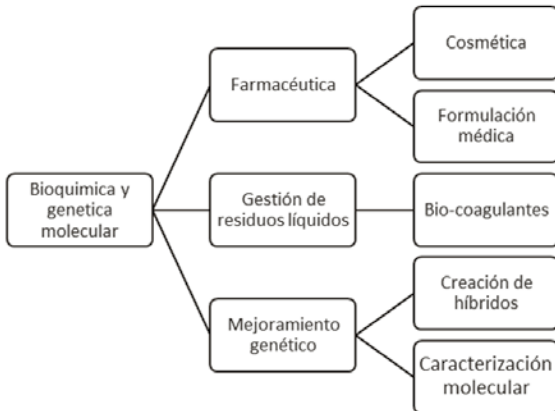 Bioquimica y
genetica
molecular
Farmacéutica
Cosmética
Formulación
médica
Gestión de
residuos líquidos
Bio-coagulantes
Mejoramiento
genético
Creación de
híbridos
Caracterización
molecular